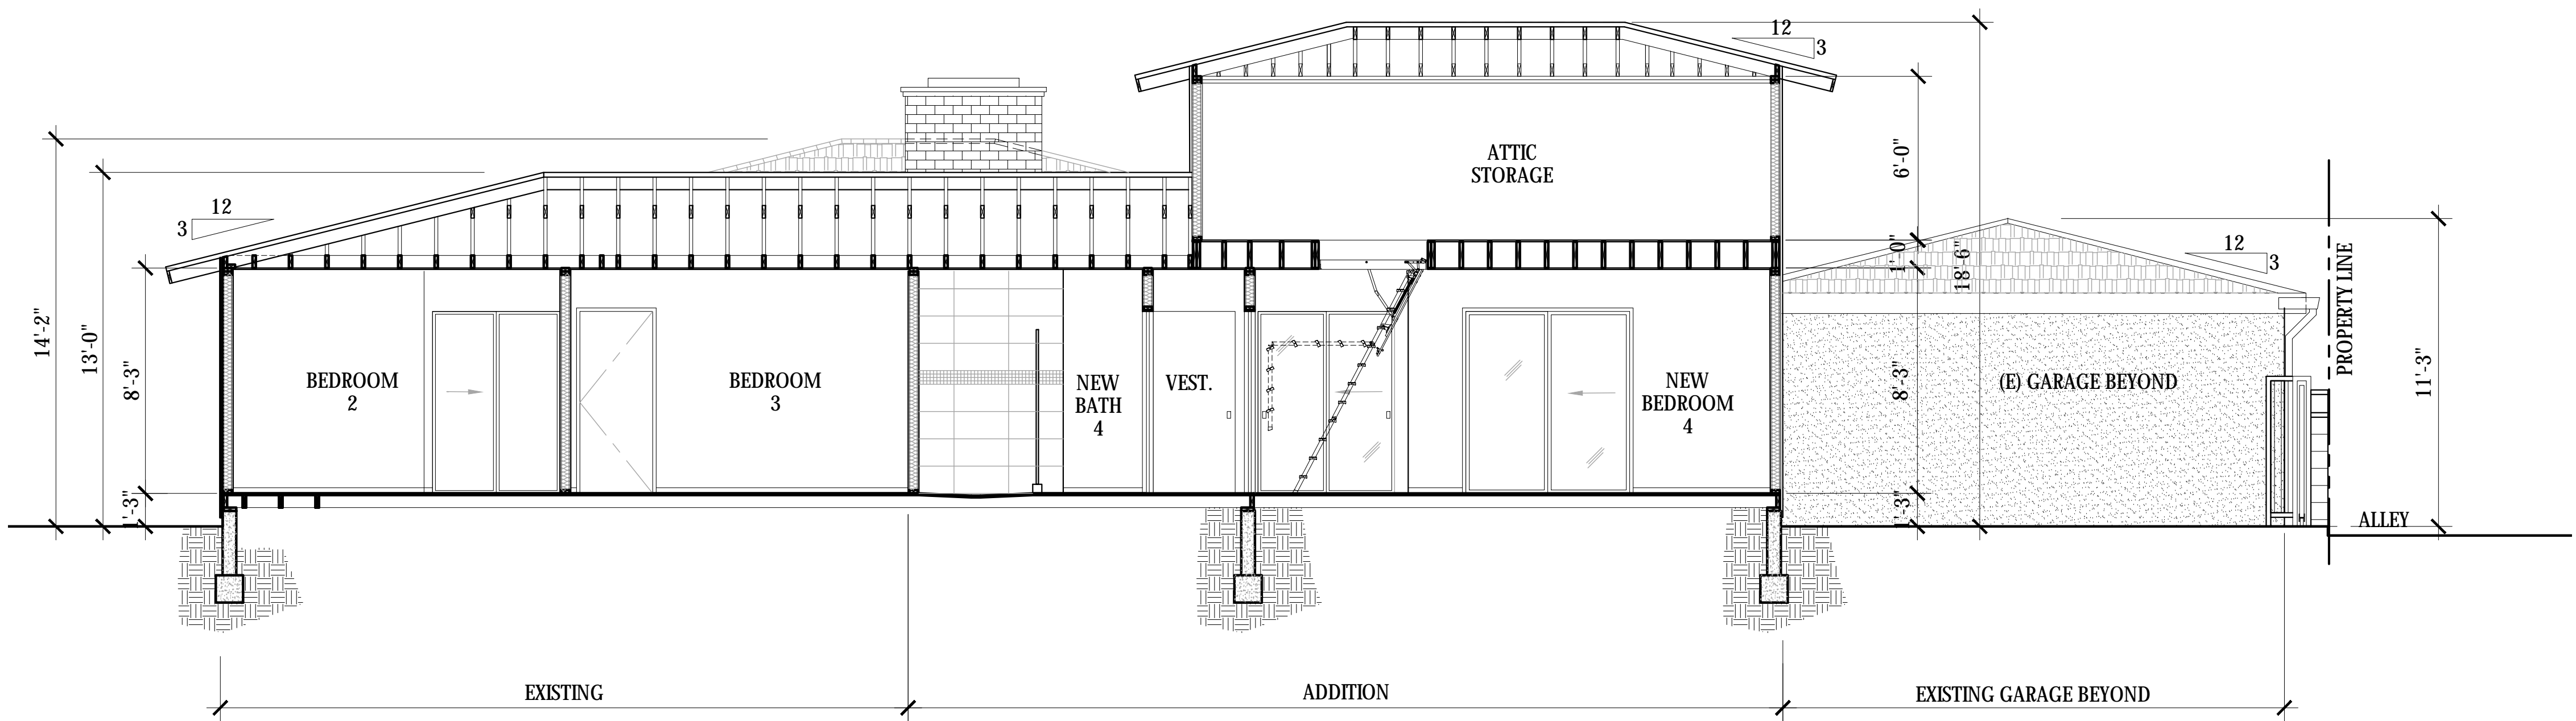 12
3
14'-2"
13'-0"
12
3
8'-3"
1'-3"
BEDROOM
2
BEDROOM
3
NEW
BATH
4
VEST.
ATTIC
STORAGE
NEW
BEDROOM
4
6'-0"
1'-0"
18'-6"
8'-3"
1'-3"
(E) GARAGE BEYOND
12
3
PROPERTY LINE
11'-3"
ALLEY
EXISTING
ADDITION
EXISTING GARAGE BEYOND